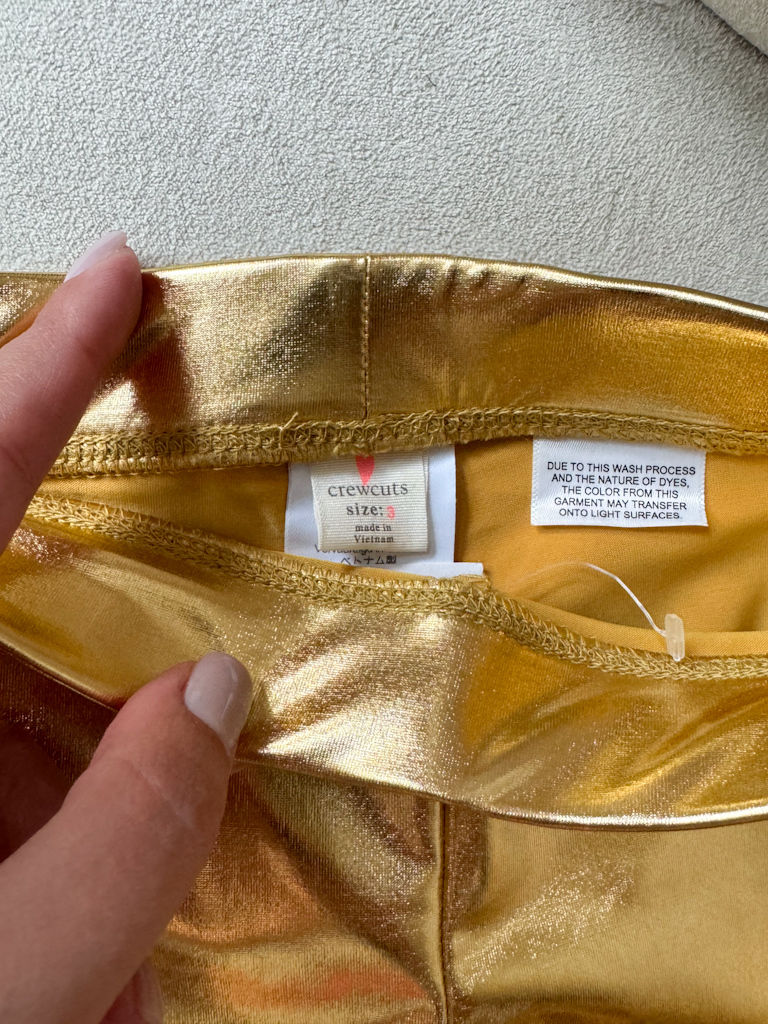 crewcuts
size: 3
made in
Vietnam
ベトナム製
DUE TO THIS WASH PROCESS
AND THE NATURE OF DYES,
THE COLOR FROM THIS
GARMENT MAY TRANSFER
ONTO LIGHT SURFACES.